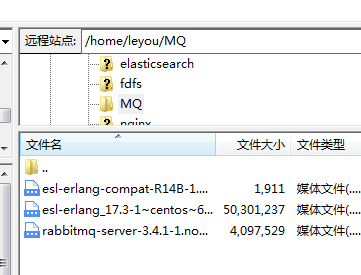 远程站点: /home/leyou/MQ
elasticsearch
fdfs
MQ
nginx
文件名 文件大小 文件类型
..
esl-erlang-compat-R14B-1.... 1,911 媒体文件(....
esl-erlang_17.3-1~centos~6... 50,301,237 媒体文件(....
rabbitmq-server-3.4.1-1.no... 4,097,529 媒体文件(....